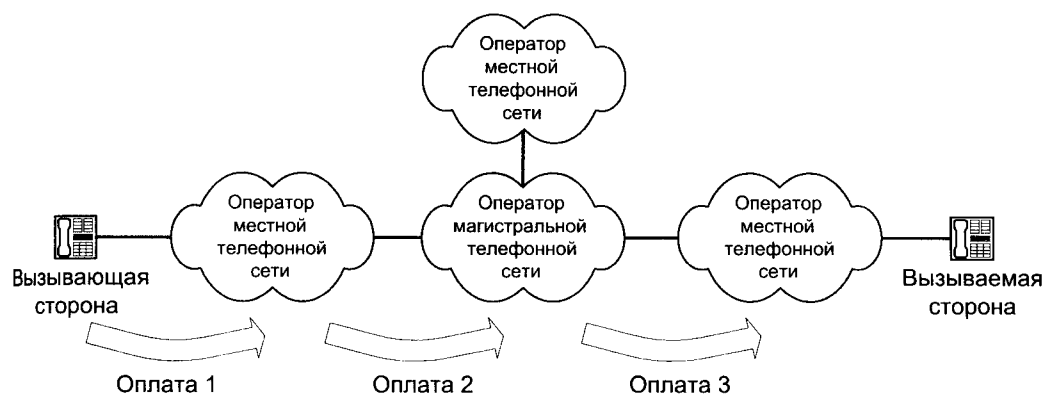 Оператор
местной
телефонной
сети
Оператор
местной
телефонной
сети
Оператор
магистральной
телефонной
сети
Оператор
местной
телефонной
сети
Вызывающая
сторона
Вызываемая
сторона
Оплата 1
Оплата 2
Оплата 3